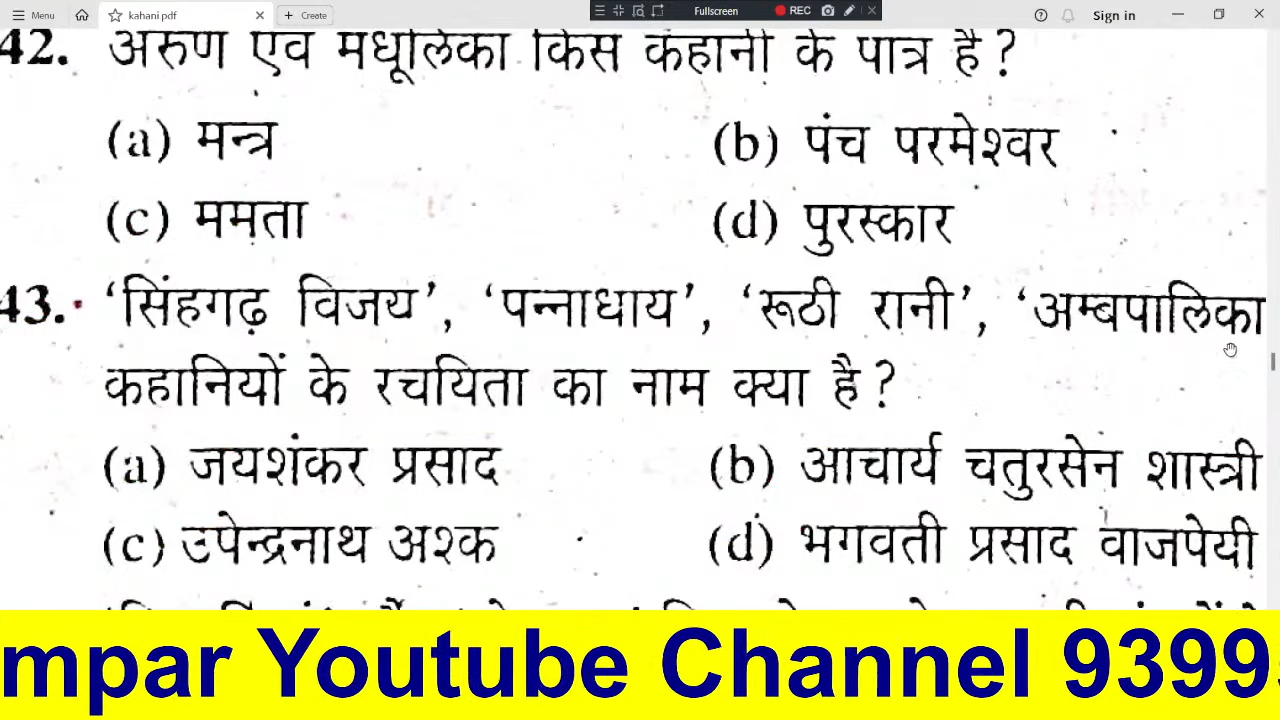 Menu
kahani pdf
Create
Fullscreen
REC
Sign in
42. अरुण एवं मधूलिका किस कहानी के पात्र हैं?
(a) मन्त्र
(b) पंच परमेश्वर
(c) ममता
(d) पुरस्कार
43. 'सिंहगढ़ विजय', 'पन्नाधाय', 'रूठी रानी', 'अम्बपालिका
कहानियों के रचयिता का नाम क्या है?
(a) जयशंकर प्रसाद
(b) आचार्य चतुरसेन शास्त्री
(c) उपेन्द्रनाथ अश्क
(d) भगवती प्रसाद वाजपेयी
mpar Youtube Channel 9399